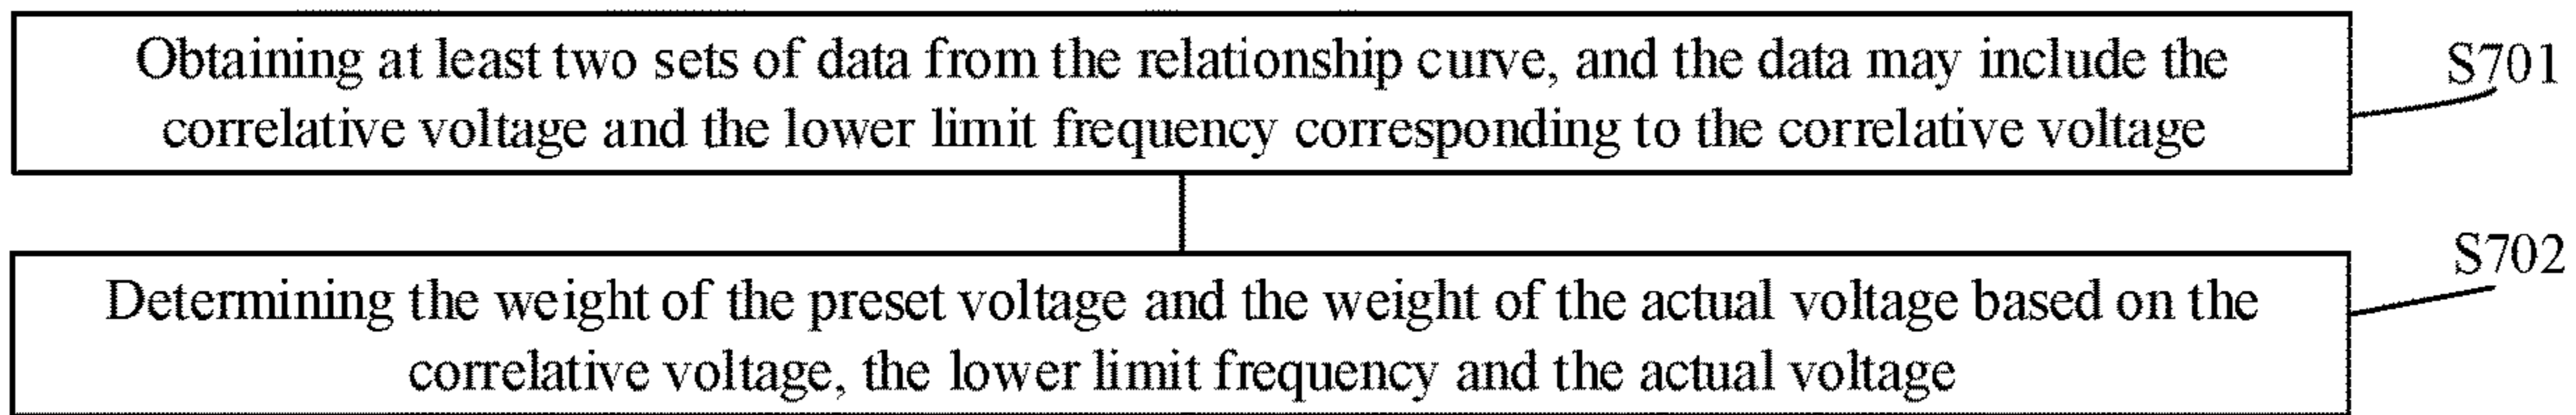 Obtaining at least two sets of data from the relationship curve, and the data may include the
correlative voltage and the lower limit frequency corresponding to the correlative voltage
S701
Determining the weight of the preset voltage and the weight of the actual voltage based on the
correlative voltage, the lower limit frequency and the actual voltage
S702